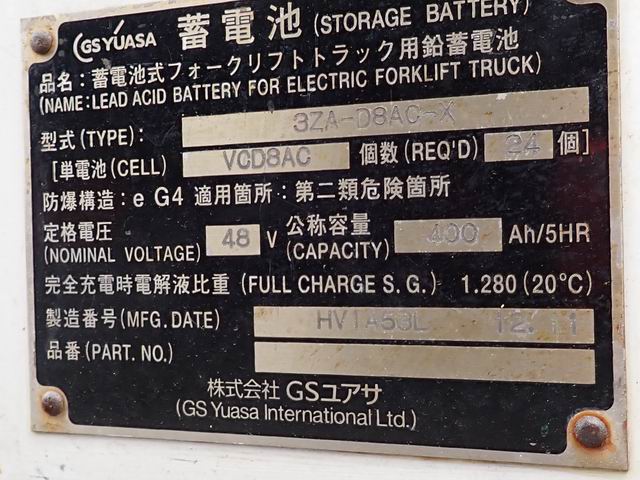 GS YUASA 蓄電池 (STORAGE BATTERY)
品名：蓄電池式フォークリフトトラック用鉛蓄電池
(NAME: LEAD ACID BATTERY FOR ELECTRIC FORKLIFT TRUCK)
型式 (TYPE): 3ZA-D8AC-X
[単電池 (CELL) VCD8AC 個数 (REQ'D) 24 個]
防爆構造：e G4 適用箇所：第二類危険箇所
定格電圧 (NOMINAL VOLTAGE) 48 V 公称容量 (CAPACITY) 400 Ah/5HR
完全充電時電解液比重 (FULL CHARGE S. G.) 1.280 (20°C)
製造番号 (MFG. DATE) HV1A53L 12.11
品番 (PART. NO.)
株式会社 GSユアサ
(GS Yuasa International Ltd.)